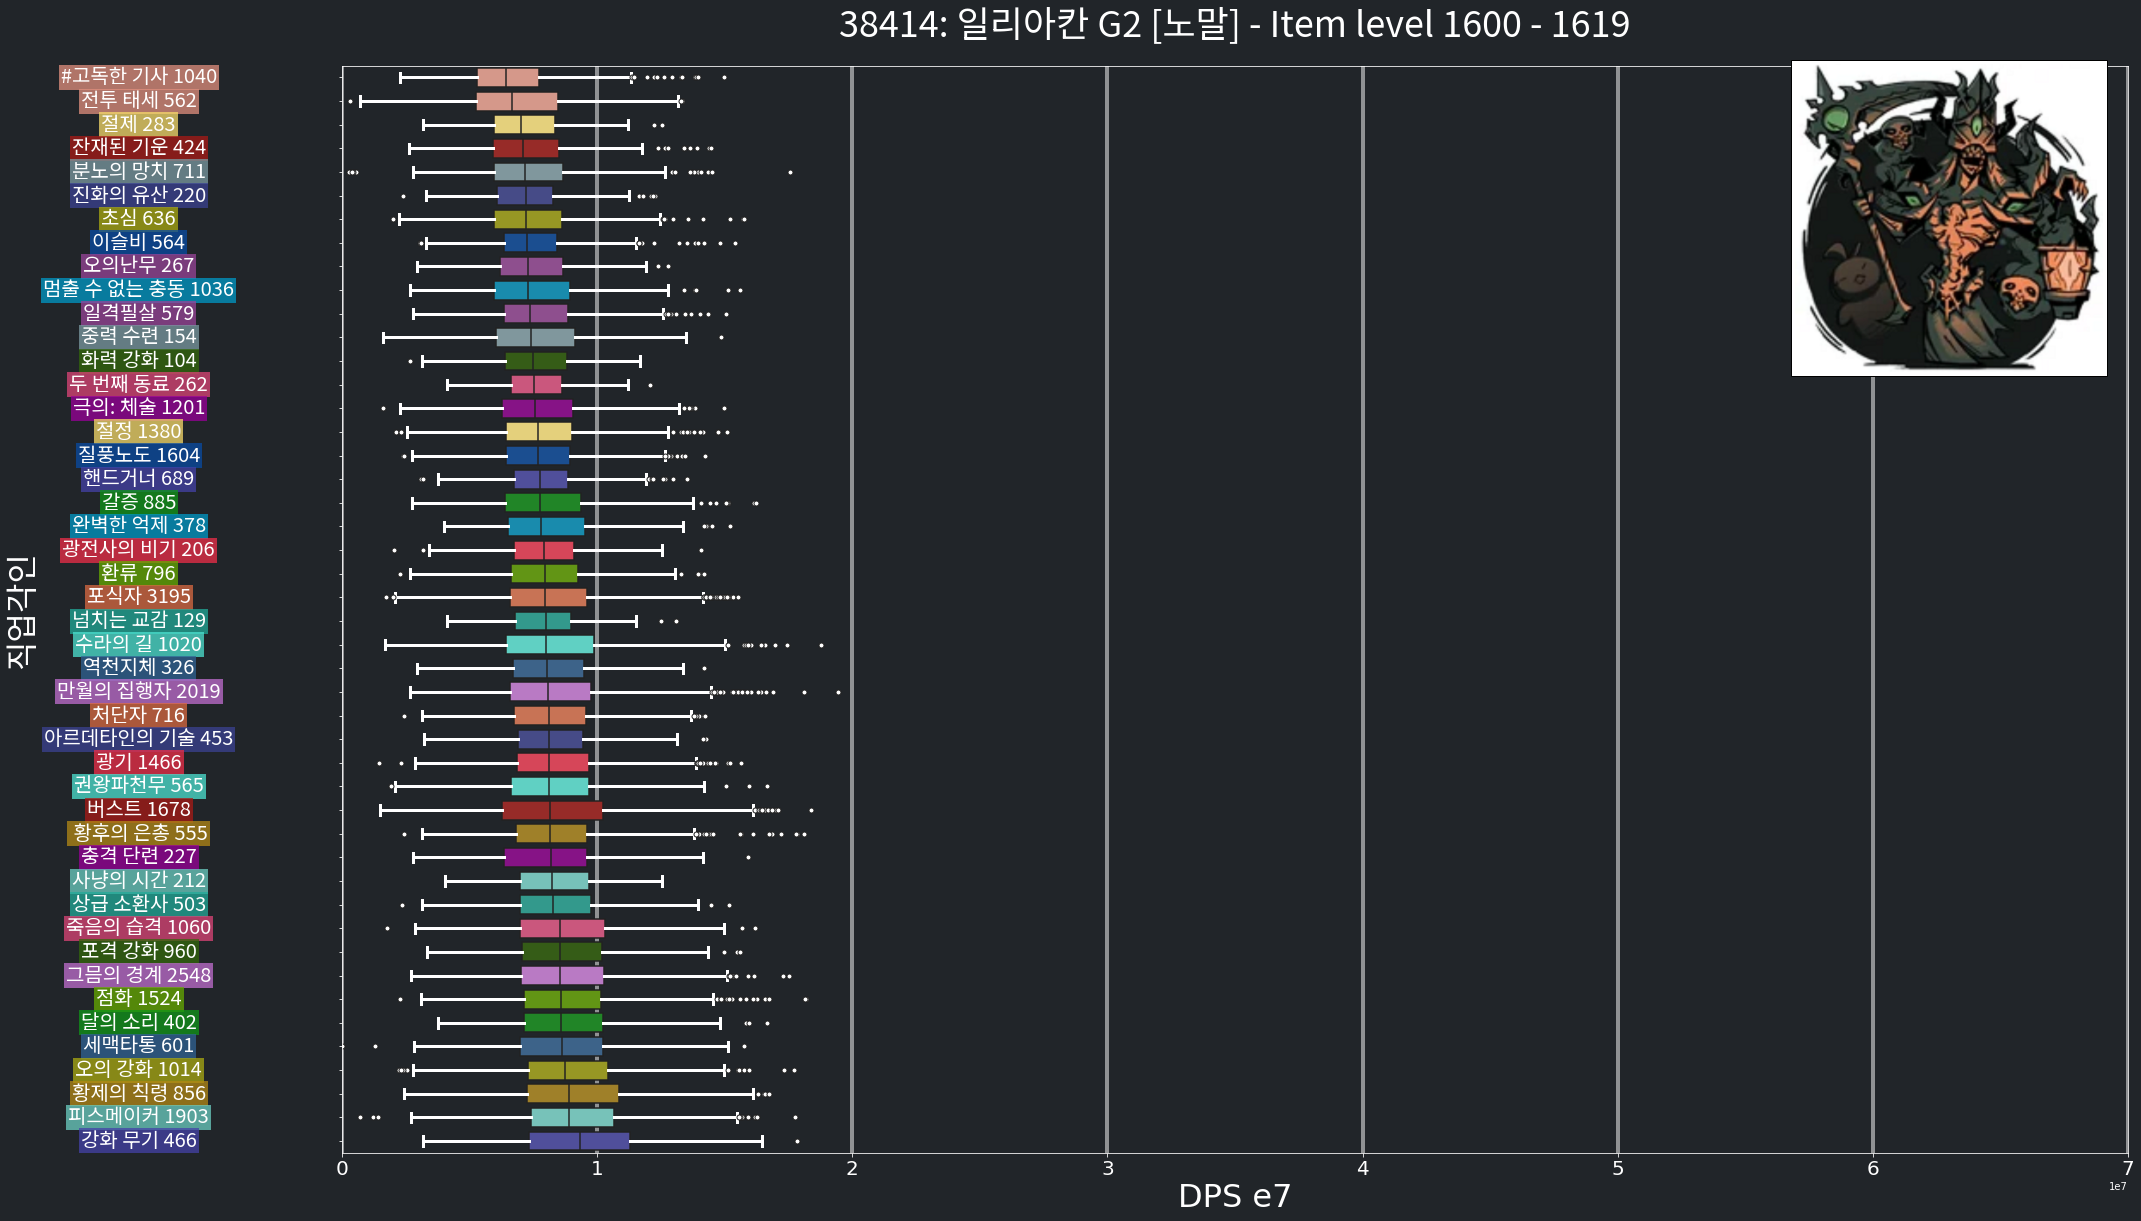 38414: 일리아칸 G2 [노말] - Item level 1600 - 1619
#고독한 기사 1040
전투 태세 562
절제 283
잔재된 기운 424
분노의 망치 711
진화의 유산 220
초심 636
이슬비 564
오의난무 267
멈출 수 없는 충동 1036
일격필살 579
중력 수련 154
화력 강화 104
두 번째 동료 262
극의: 체술 1201
절정 1380
질풍노도 1604
핸드거너 689
갈증 885
완벽한 억제 378
광전사의 비기 206
환류 796
포식자 3195
넘치는 교감 129
수라의 길 1020
역천지체 326
만월의 집행자 2019
처단자 716
아르데타인의 기술 453
광기 1466
권왕파천무 565
버스트 1678
황후의 은총 555
충격 단련 227
사냥의 시간 212
상급 소환사 503
죽음의 습격 1060
포격 강화 960
그믐의 경계 2548
점화 1524
달의 소리 402
세맥타통 601
오의 강화 1014
황제의 칙령 856
피스메이커 1903
강화 무기 466
직업각인
0 1 2 3 4 5 6 7
DPS e7
1e7